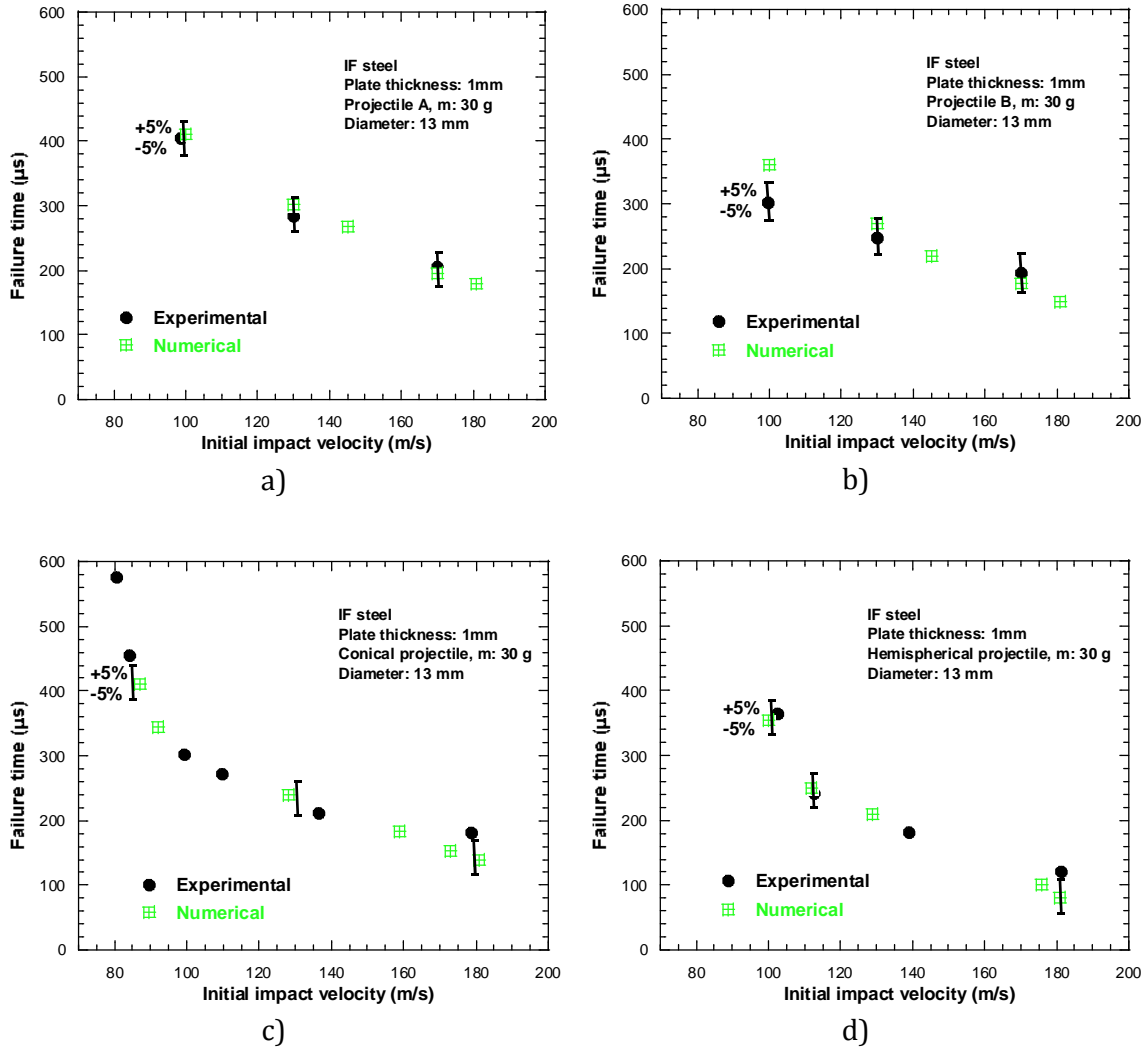 600
500
400
300
200
100
0
Failure time (µs)
IF steel
Plate thickness: 1mm
Projectile A, m: 30 g
Diameter: 13 mm
+5%
-5%
Experimental
Numerical
80 100 120 140 160 180 200
Initial impact velocity (m/s)
a)
600
500
400
300
200
100
0
Failure time (µs)
IF steel
Plate thickness: 1mm
Projectile B, m: 30 g
Diameter: 13 mm
+5%
-5%
Experimental
Numerical
80 100 120 140 160 180 200
Initial impact velocity (m/s)
b)
600
500
400
300
200
100
0
Failure time (µs)
IF steel
Plate thickness: 1mm
Conical projectile, m: 30 g
Diameter: 13 mm
+5%
-5%
Experimental
Numerical
80 100 120 140 160 180 200
Initial impact velocity (m/s)
c)
600
500
400
300
200
100
0
Failure time (µs)
IF steel
Plate thickness: 1mm
Hemispherical projectile, m: 30 g
Diameter: 13 mm
+5%
-5%
Experimental
Numerical
80 100 120 140 160 180 200
Initial impact velocity (m/s)
d)